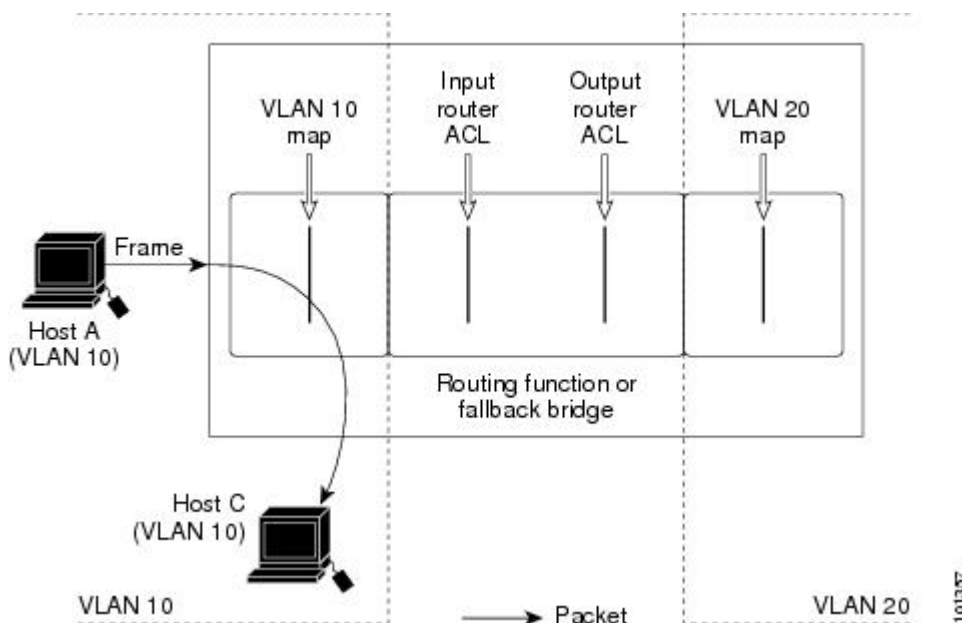 VLAN 10
map
Input
router
ACL
Output
router
ACL
VLAN 20
map
Frame
Host A
(VLAN 10)
Routing function or
fallback bridge
Host C
(VLAN 10)
VLAN 10
Packet
VLAN 20
101357